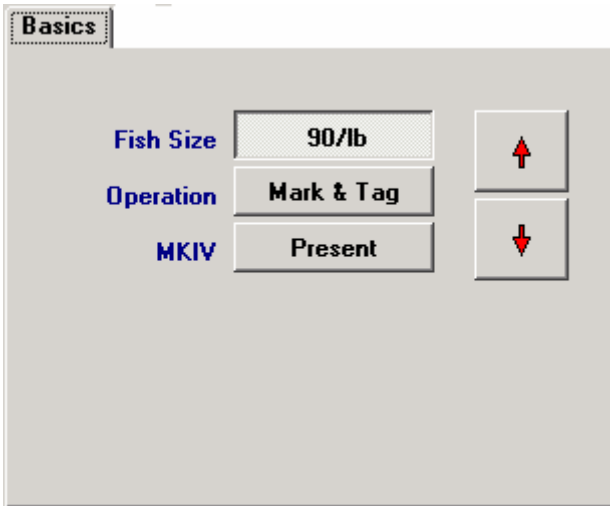 Basics
Fish Size 90/lb
Operation Mark & Tag
MKIV Present